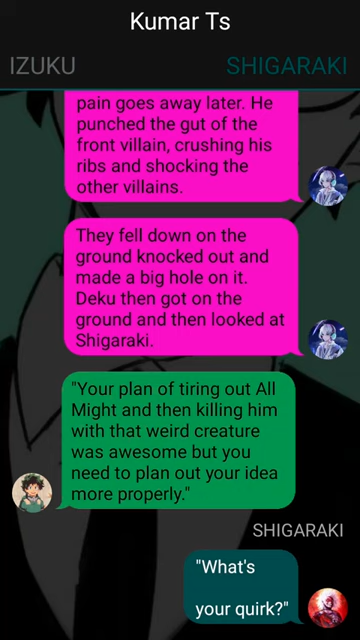 Kumar Ts
IZUKU
SHIGARAKI
pain goes away later. He
punched the gut of the
front villain, crushing his
ribs and shocking the
other villains.
They fell down on the
ground knocked out and
made a big hole on it.
Deku then got on the
ground and then looked at
Shigaraki.
"Your plan of tiring out All
Might and then killing him
with that weird creature
was awesome but you
need to plan out your idea
more properly."
SHIGARAKI
"What's
your quirk?"